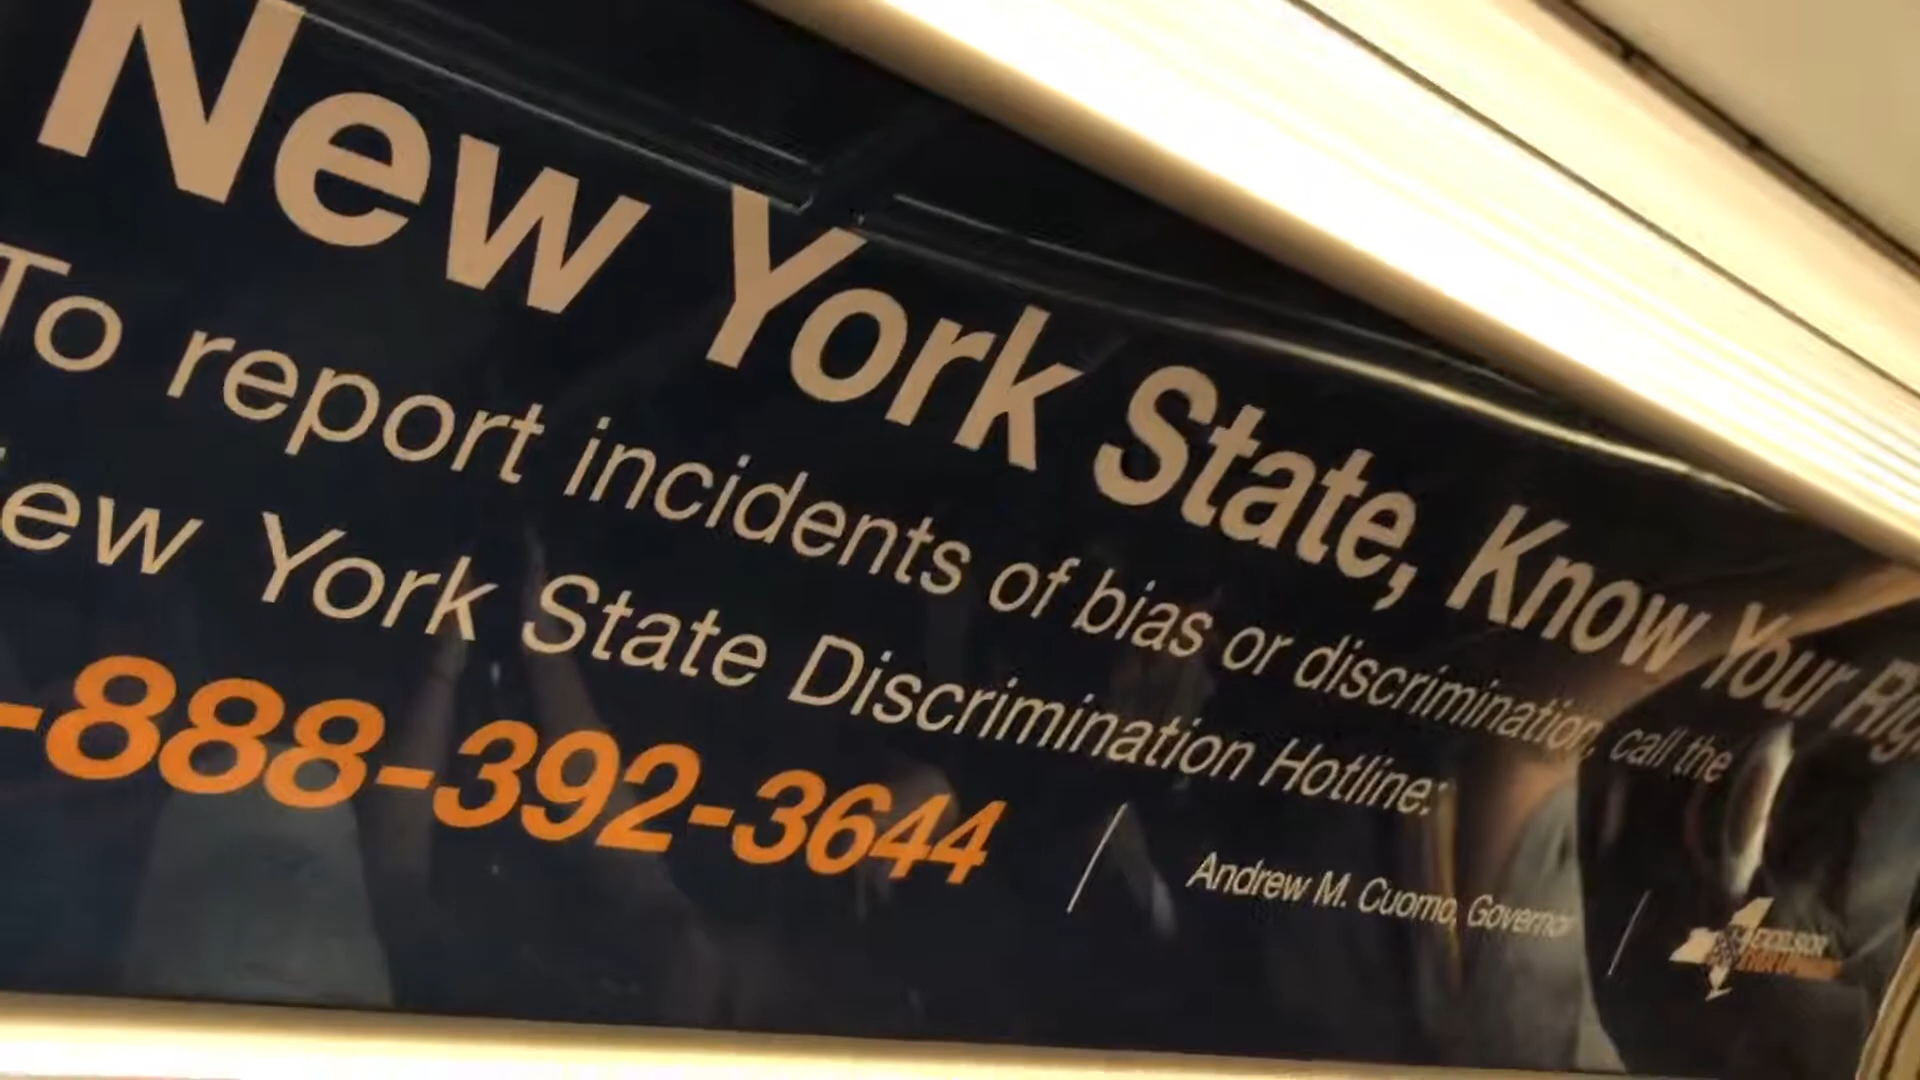 New York State, Know Your Rig
To report incidents of bias or discrimination, call the
ew York State Discrimination Hotline:
-888-392-3644
Andrew M. Cuomo, Governor